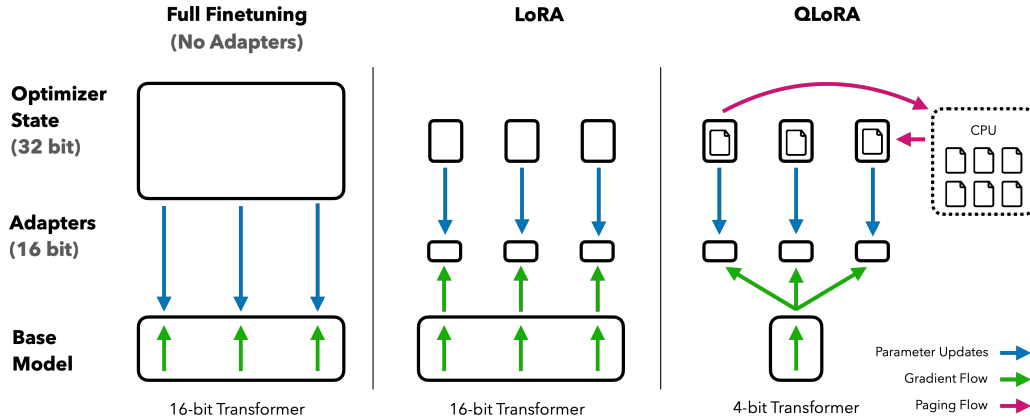 Full Finetuning
(No Adapters)
LoRA
QLoRA
Optimizer
State
(32 bit)
CPU
Adapters
(16 bit)
Base
Model
Parameter Updates
Gradient Flow
Paging Flow
16-bit Transformer
16-bit Transformer
4-bit Transformer